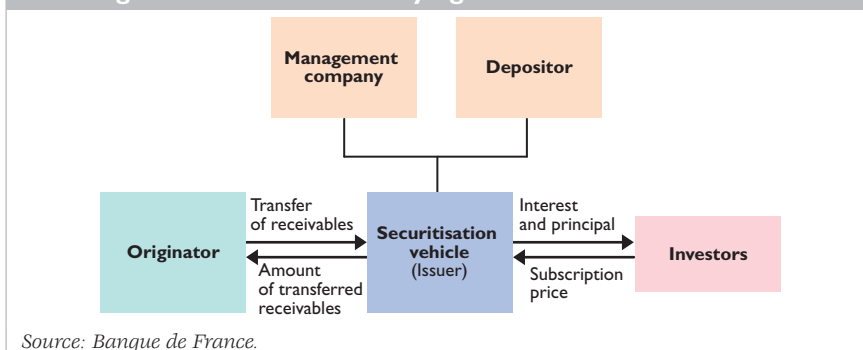 Management
company
Depositor
Transfer
of receivables
Interest
and principal
Originator
Securitisation
vehicle
(Issuer)
Investors
Amount
of transferred
receivables
Subscription
price
Source: Banque de France.